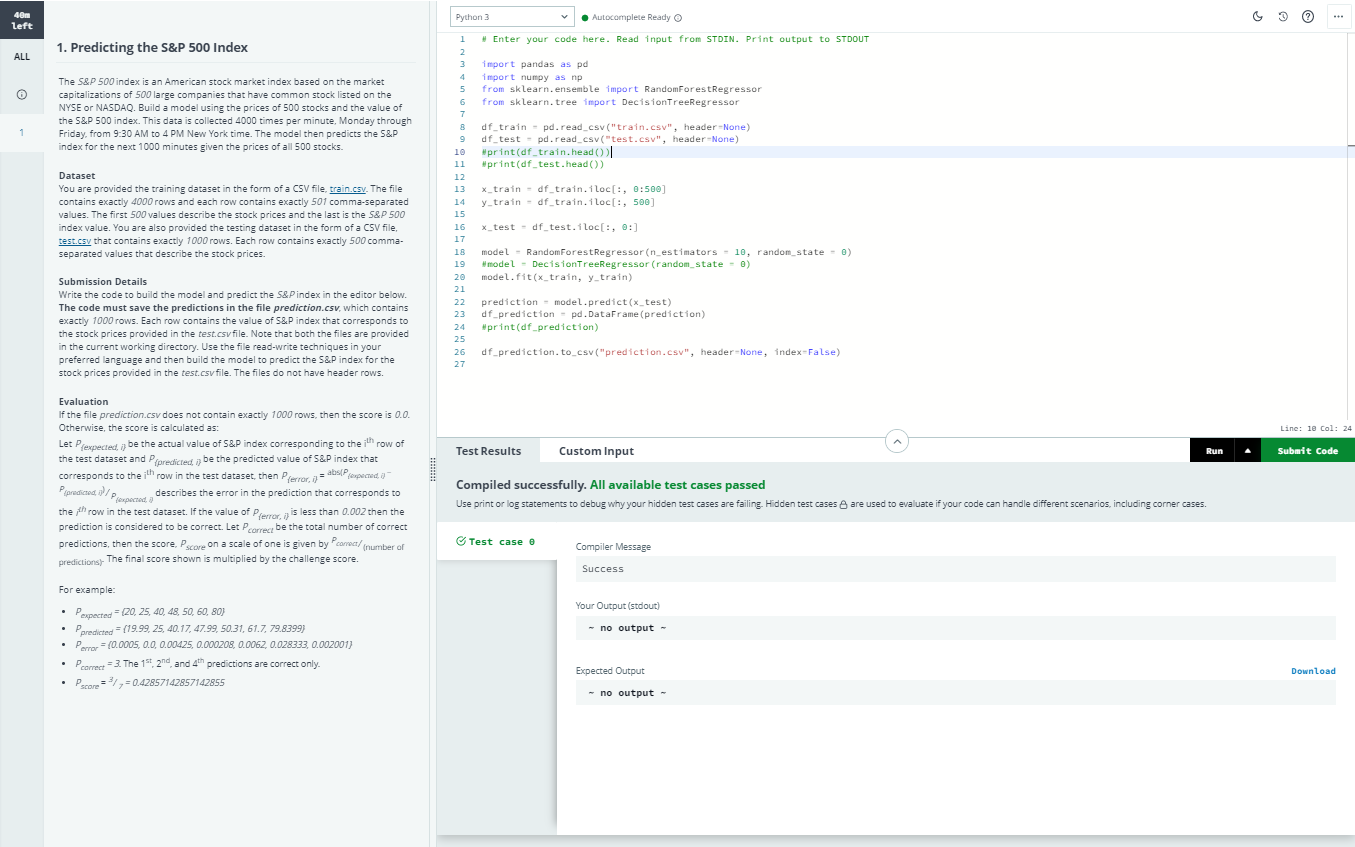 40m
left
ALL
1
1. Predicting the S&P 500 Index
The S&P 500 index is an American stock market index based on the market
capitalizations of 500 large companies that have common stock listed on the
NYSE or NASDAQ. Build a model using the prices of 500 stocks and the value of
the S&P 500 index. This data is collected 4000 times per minute, Monday through
Friday, from 9:30 AM to 4 PM New York time. The model then predicts the S&P
index for the next 1000 minutes given the prices of all 500 stocks.
Dataset
You are provided the training dataset in the form of a CSV file, train.csv. The file
contains exactly 4000 rows and each row contains exactly 501 comma-separated
values. The first 500 values describe the stock prices and the last is the S&P 500
index value. You are also provided the testing dataset in the form of a CSV file,
test.csv that contains exactly 1000 rows. Each row contains exactly 500 comma-
separated values that describe the stock prices.
Submission Details
Write the code to build the model and predict the S&P index in the editor below.
The code must save the predictions in the file prediction.csv, which contains
exactly 1000 rows. Each row contains the value of S&P index that corresponds to
the stock prices provided in the test.csv file. Note that both the files are provided
in the current working directory. Use the file read-write techniques in your
preferred language and then build the model to predict the S&P index for the
stock prices provided in the test.csv file. The files do not have header rows.
Evaluation
If the file prediction.csv does not contain exactly 1000 rows, then the score is 0.0.
Otherwise, the score is calculated as:
Let P{expected, i} be the actual value of S&P index corresponding to the ith row of
the test dataset and P{predicted, i} be the predicted value of S&P index that
corresponds to the ith row in the test dataset, then P{error, i} = abs(P{expected, i} −
P{predicted, i})/P{expected, i} describes the error in the prediction that corresponds to
the ith row in the test dataset. If the value of P{error, i} is less than 0.002 then the
prediction is considered to be correct. Let Pcorrect be the total number of correct
predictions, then the score, Pscore on a scale of one is given by Pcorrect/(number of
predictions). The final score shown is multiplied by the challenge score.
For example:
• Pexpected = {20, 25, 40, 48, 50, 60, 80}
• Ppredicted = {19.99, 25, 40.17, 47.99, 50.31, 61.7, 79.8399}
• Perror = {0.0005, 0.0, 0.00425, 0.000208, 0.0062, 0.028333, 0.002001}
• Pcorrect = 3. The 1st, 2nd, and 4th predictions are correct only.
• Pscore = 3/7 = 0.42857142857142855
Python 3
Autocomplete Ready
1 # Enter your code here. Read input from STDIN. Print output to STDOUT
2
3 import pandas as pd
4 import numpy as np
5 from sklearn.ensemble import RandomForestRegressor
6 from sklearn.tree import DecisionTreeRegressor
7
8 df_train = pd.read_csv("train.csv", header=None)
9 df_test = pd.read_csv("test.csv", header=None)
10 #print(df_train.head())
11 #print(df_test.head())
12
13 x_train = df_train.iloc[:, 0:500]
14 y_train = df_train.iloc[:, 500]
15
16 x_test = df_test.iloc[:, 0:]
17
18 model = RandomForestRegressor(n_estimators = 10, random_state = 0)
19 #model = DecisionTreeRegressor(random_state = 0)
20 model.fit(x_train, y_train)
21
22 prediction = model.predict(x_test)
23 df_prediction = pd.DataFrame(prediction)
24 #print(df_prediction)
25
26 df_prediction.to_csv("prediction.csv", header=None, index=False)
27
Line: 10 Col: 24
Test Results
Custom Input
Run
Submit Code
Compiled successfully. All available test cases passed
Use print or log statements to debug why your hidden test cases are failing. Hidden test cases are used to evaluate if your code can handle different scenarios, including corner cases.
Test case 0
Compiler Message
Success
Your Output (stdout)
~ no output ~
Expected Output
Download
~ no output ~